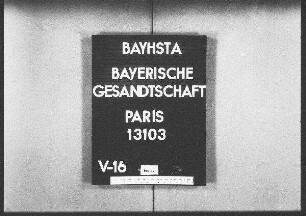 BAYHSTA
BAYERISCHE
GESANDTSCHAFT
PARIS
13103
V-16